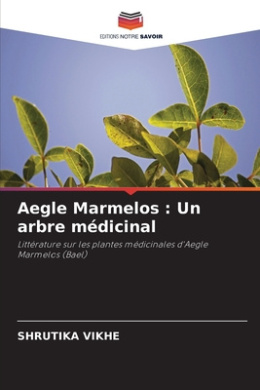 EDITIONS NOTRE SAVOIR
Aegle Marmelos : Un
arbre médicinal
Littérature sur les plantes médicinales d'Aegle
Marmelos (Bael)
SHRUTIKA VIKHE